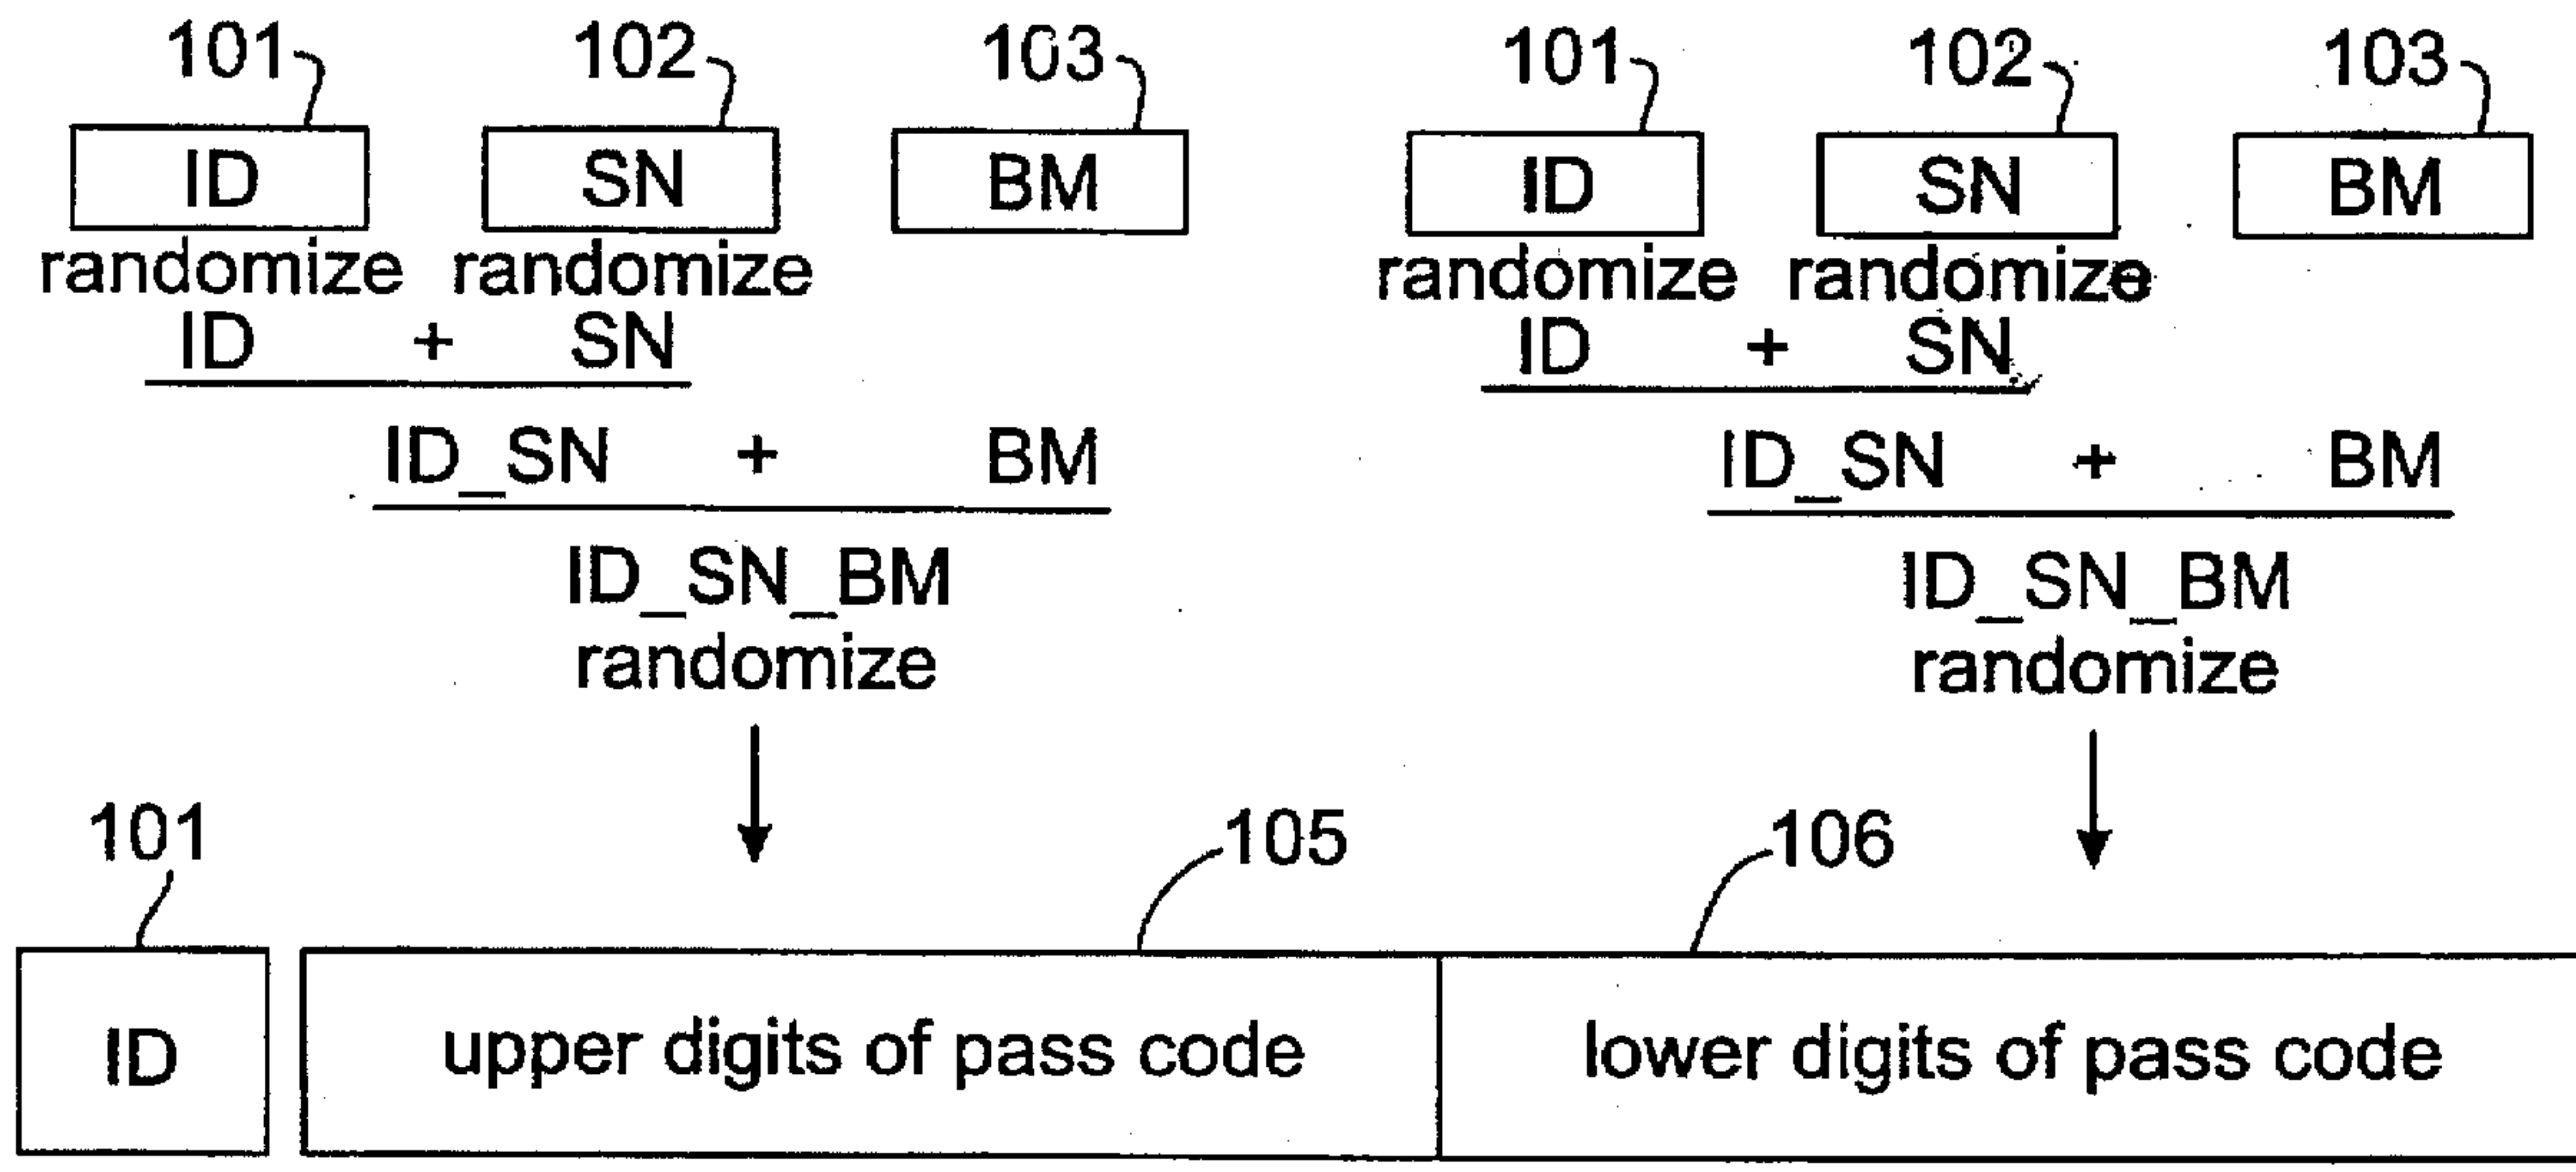 101 102 103 101 102 103
ID SN BM ID SN BM
randomize randomize randomize randomize
ID + SN ID + SN
ID_SN + BM ID_SN + BM
ID_SN_BM ID_SN_BM
randomize randomize
101 105 106
ID upper digits of pass code lower digits of pass code